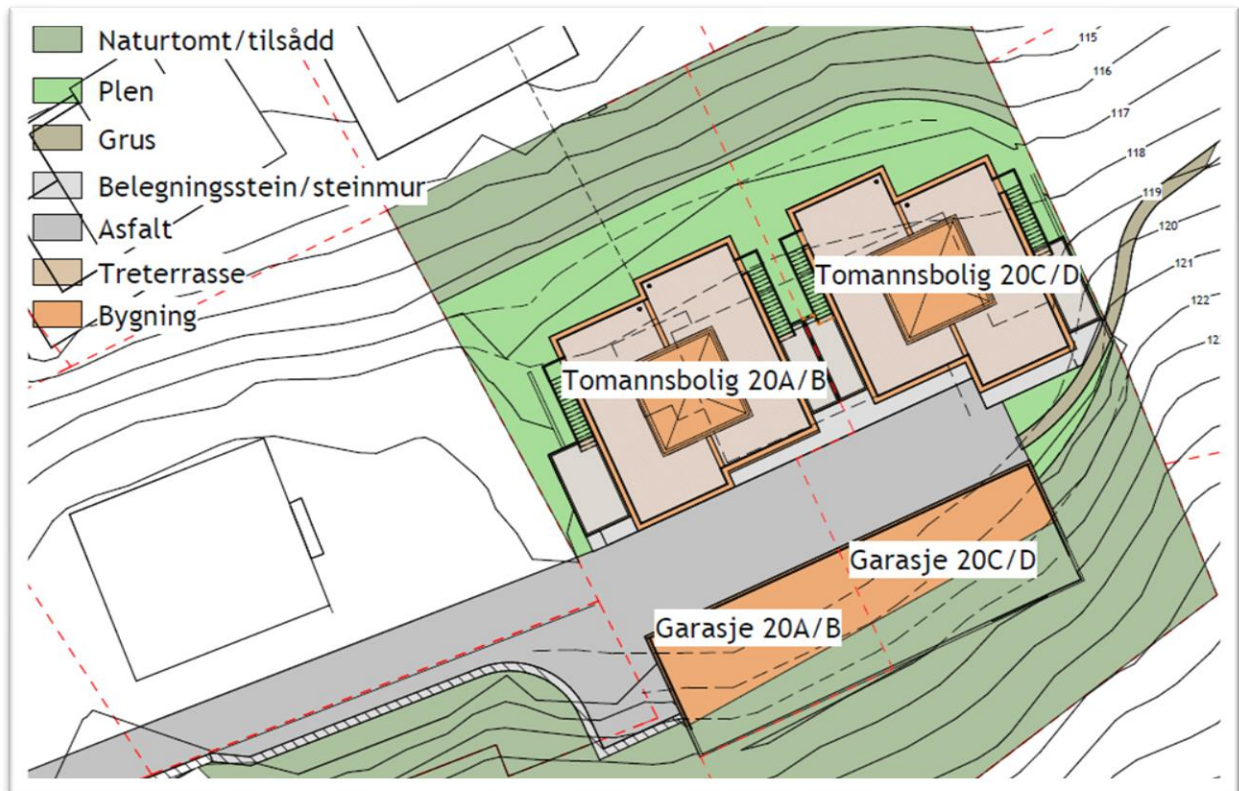 Naturtomt/tilsådd
Plen
Grus
Belegningsstein/steinmur
Asfalt
Treterrasse
Bygning
115
116
117
118
119
120
121
122
Tomannsbolig 20C/D
Tomannsbolig 20A/B
Garasje 20C/D
Garasje 20A/B